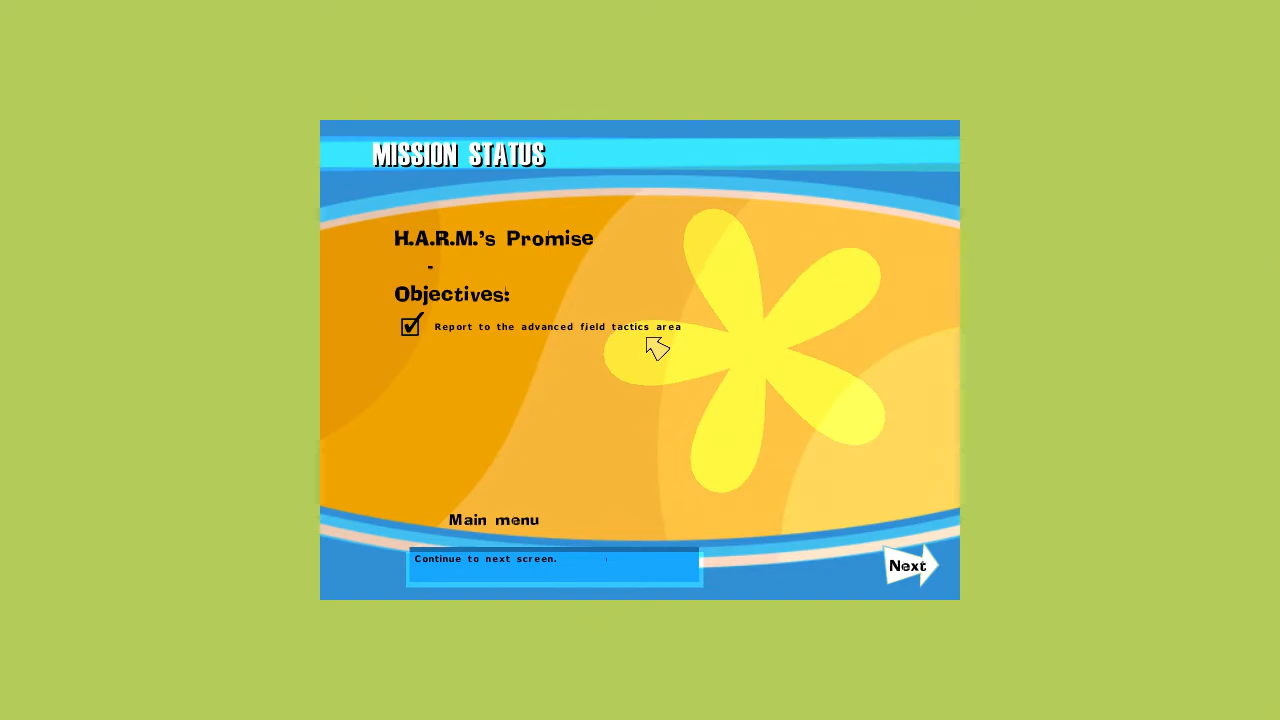 MISSION STATUS
H.A.R.M.'s Promise
-
Objectives:
Report to the advanced field tactics area
Main menu
Continue to next screen.
Next